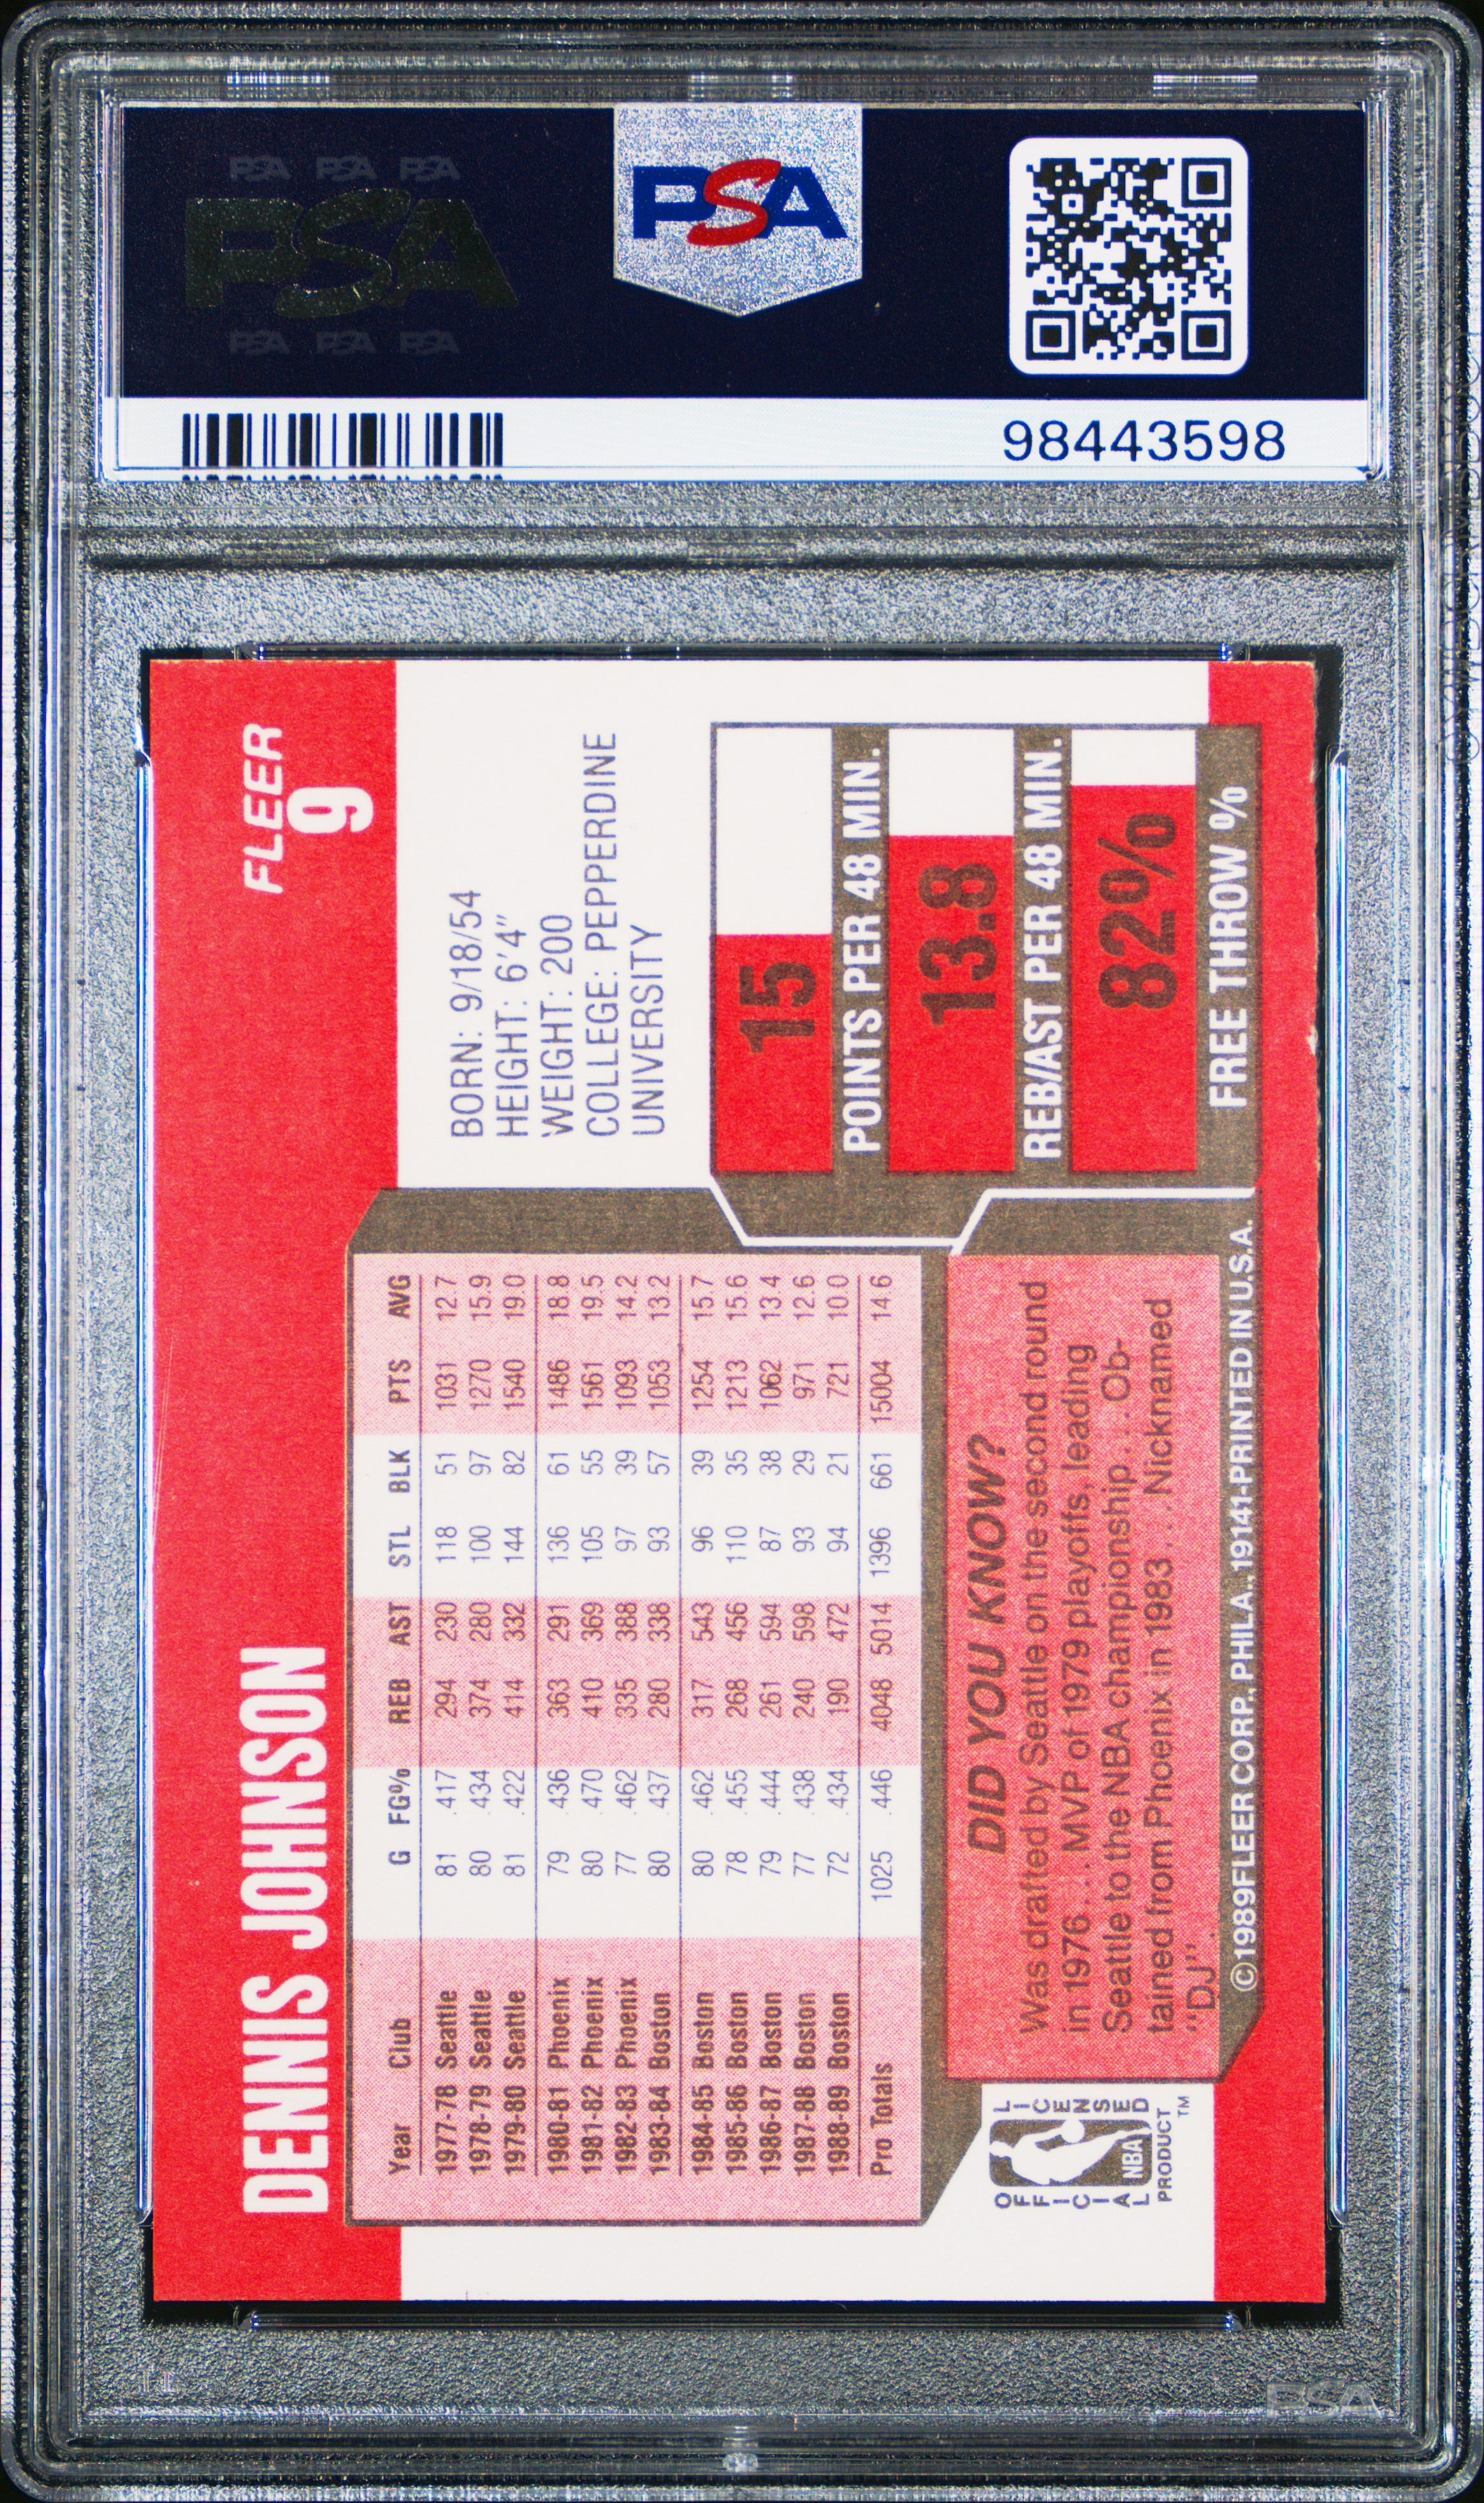 PSA PSA PSA
PSA
PSA PSA PSA
PSA
98443598
FLEER
9
DENNIS JOHNSON
BORN: 9/18/54
HEIGHT: 6'4"
WEIGHT: 200
COLLEGE: PEPPERDINE
UNIVERSITY
Year Club G FG% REB AST STL BLK PTS AVG
1977-78 Seattle 81 .417 294 230 118 51 1031 12.7
1978-79 Seattle 80 .434 374 280 100 97 1270 15.9
1979-80 Seattle 81 .422 414 332 144 82 1540 19.0
1980-81 Phoenix 79 .436 363 291 136 61 1486 18.8
1981-82 Phoenix 80 .470 410 369 105 55 1561 19.5
1982-83 Phoenix 77 .462 335 388 97 39 1093 14.2
1983-84 Boston 80 .437 280 338 93 57 1053 13.2
1984-85 Boston 80 .462 317 543 96 39 1254 15.7
1985-86 Boston 78 .455 268 456 110 35 1213 15.6
1986-87 Boston 79 .444 261 594 87 38 1062 13.4
1987-88 Boston 77 .438 240 598 93 29 971 12.6
1988-89 Boston 72 .434 190 472 94 21 721 10.0
Pro Totals 1025 .446 4048 5014 1396 661 15004 14.6
15
POINTS PER 48 MIN.
13.8
REB/AST PER 48 MIN.
82%
FREE THROW %
DID YOU KNOW?
Was drafted by Seattle on the second round
in 1976 . . . MVP of 1979 playoffs, leading
Seattle to the NBA championship . . . Ob-
tained from Phoenix in 1983 . . . Nicknamed
"DJ".
OFFICIAL LICENSED
NBA
PRODUCT™
©1989 FLEER CORP., PHILA..19141-PRINTED IN U.S.A.
PSA